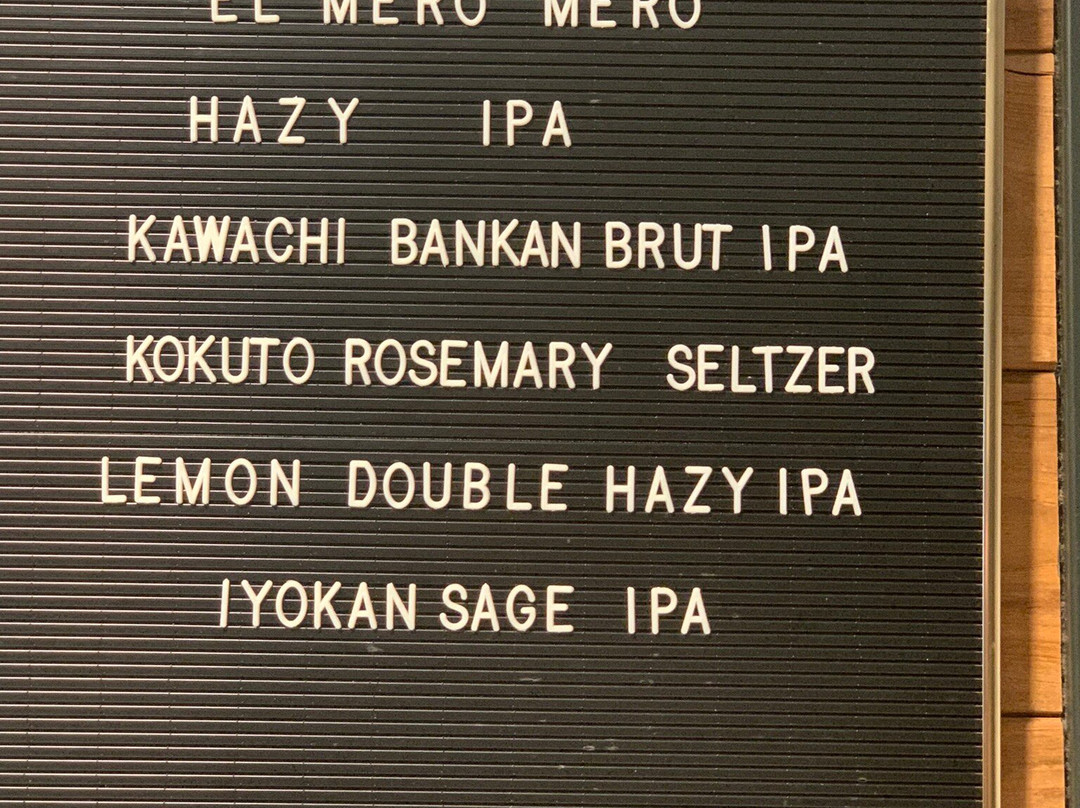 EL MERO MERO
HAZY IPA
KAWACHI BANKAN BRUT IPA
KOKUTO ROSEMARY SELTZER
LEMON DOUBLE HAZY IPA
IYOKAN SAGE IPA